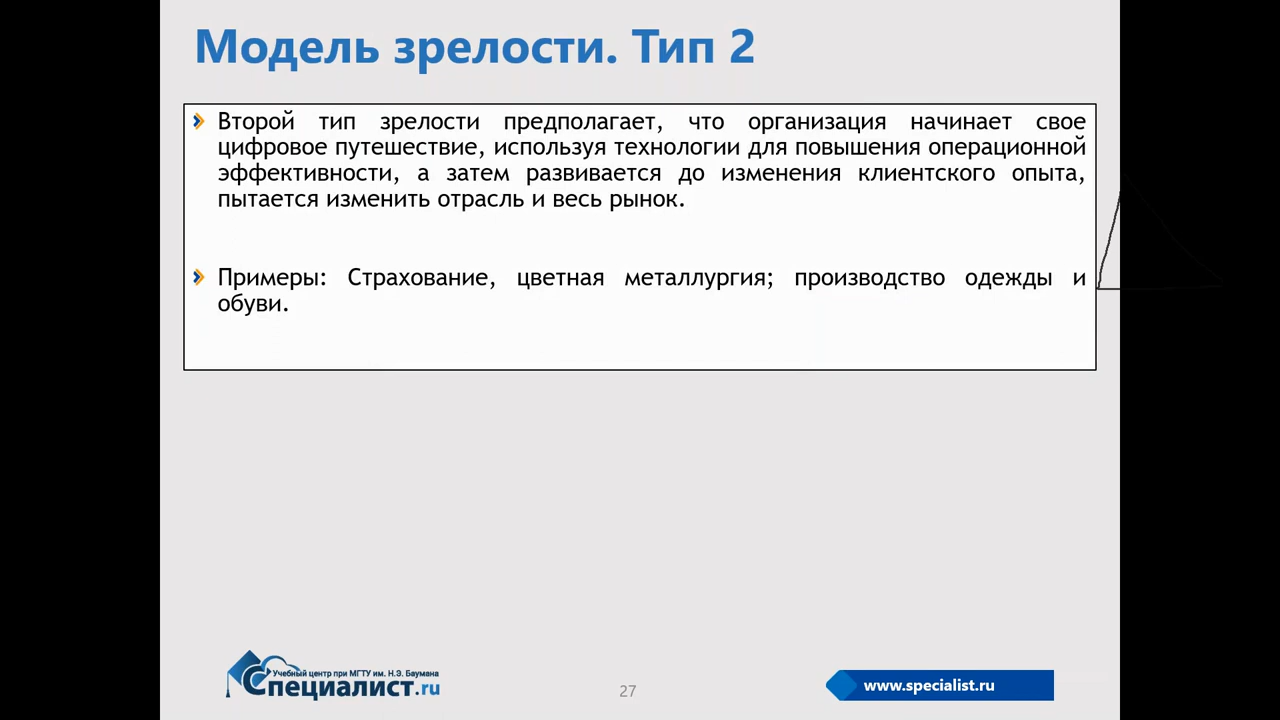 Модель зрелости. Тип 2
Второй тип зрелости предполагает, что организация начинает свое
цифровое путешествие, используя технологии для повышения операционной
эффективности, а затем развивается до изменения клиентского опыта,
пытается изменить отрасль и весь рынок.
Примеры: Страхование, цветная металлургия; производство одежды и
обуви.
Учебный центр при МГТУ им. Н.Э. Баумана
Специалист.ru
27
www.specialist.ru